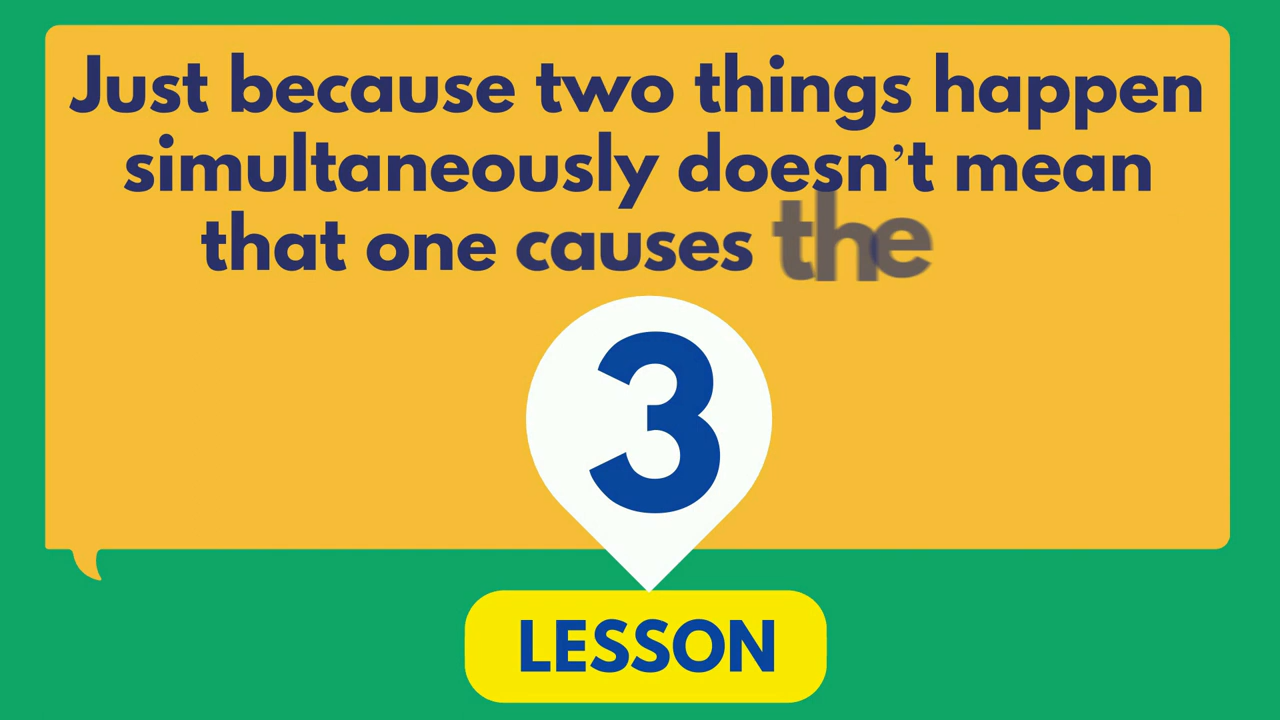 Just because two things happen
simultaneously doesn’t mean
that one causes the
3
LESSON